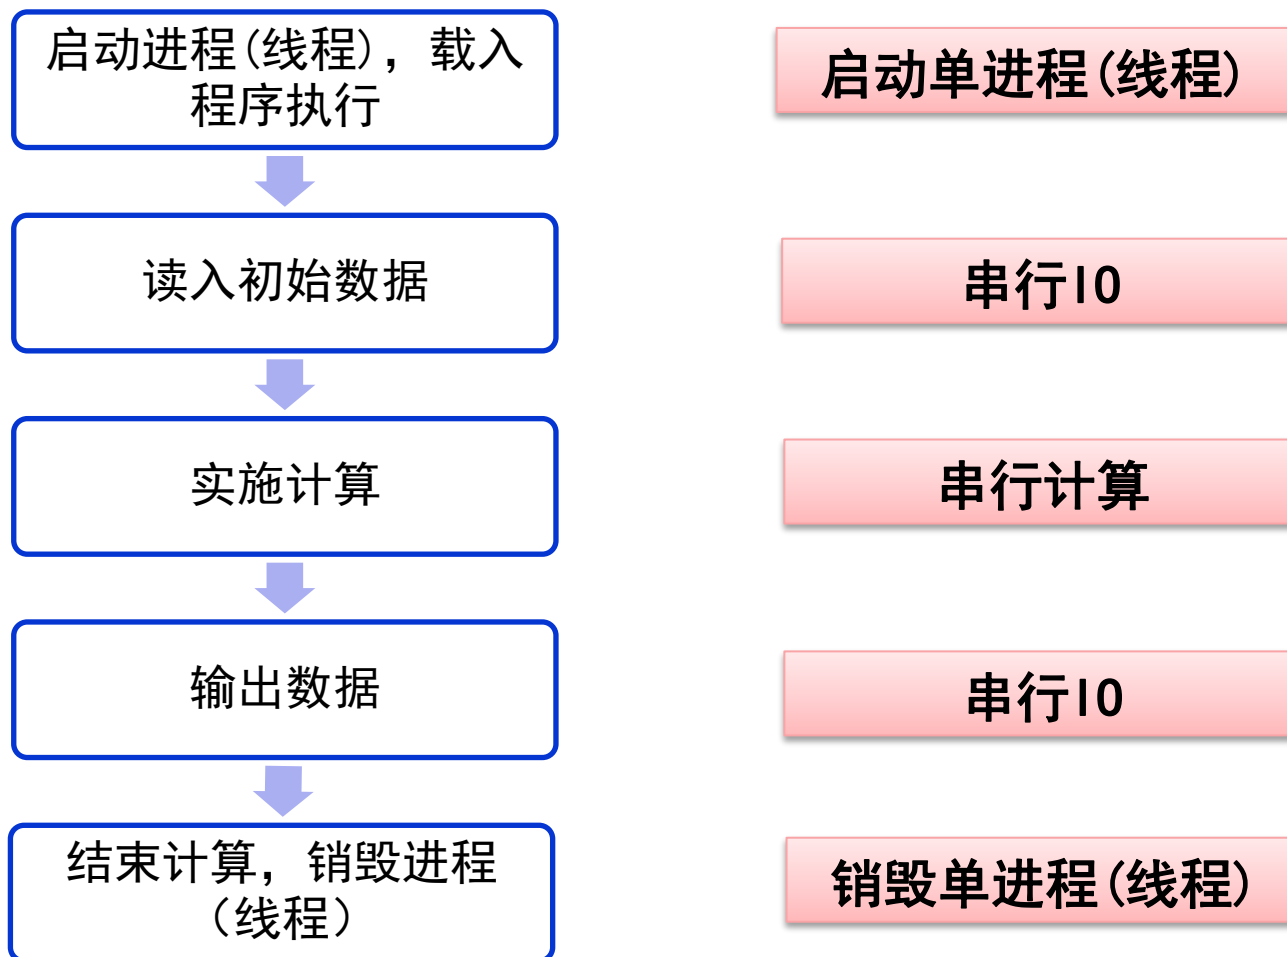 启动进程(线程)，载入
程序执行
启动单进程(线程)
读入初始数据
串行IO
实施计算
串行计算
输出数据
串行IO
结束计算，销毁进程
（线程）
销毁单进程(线程)